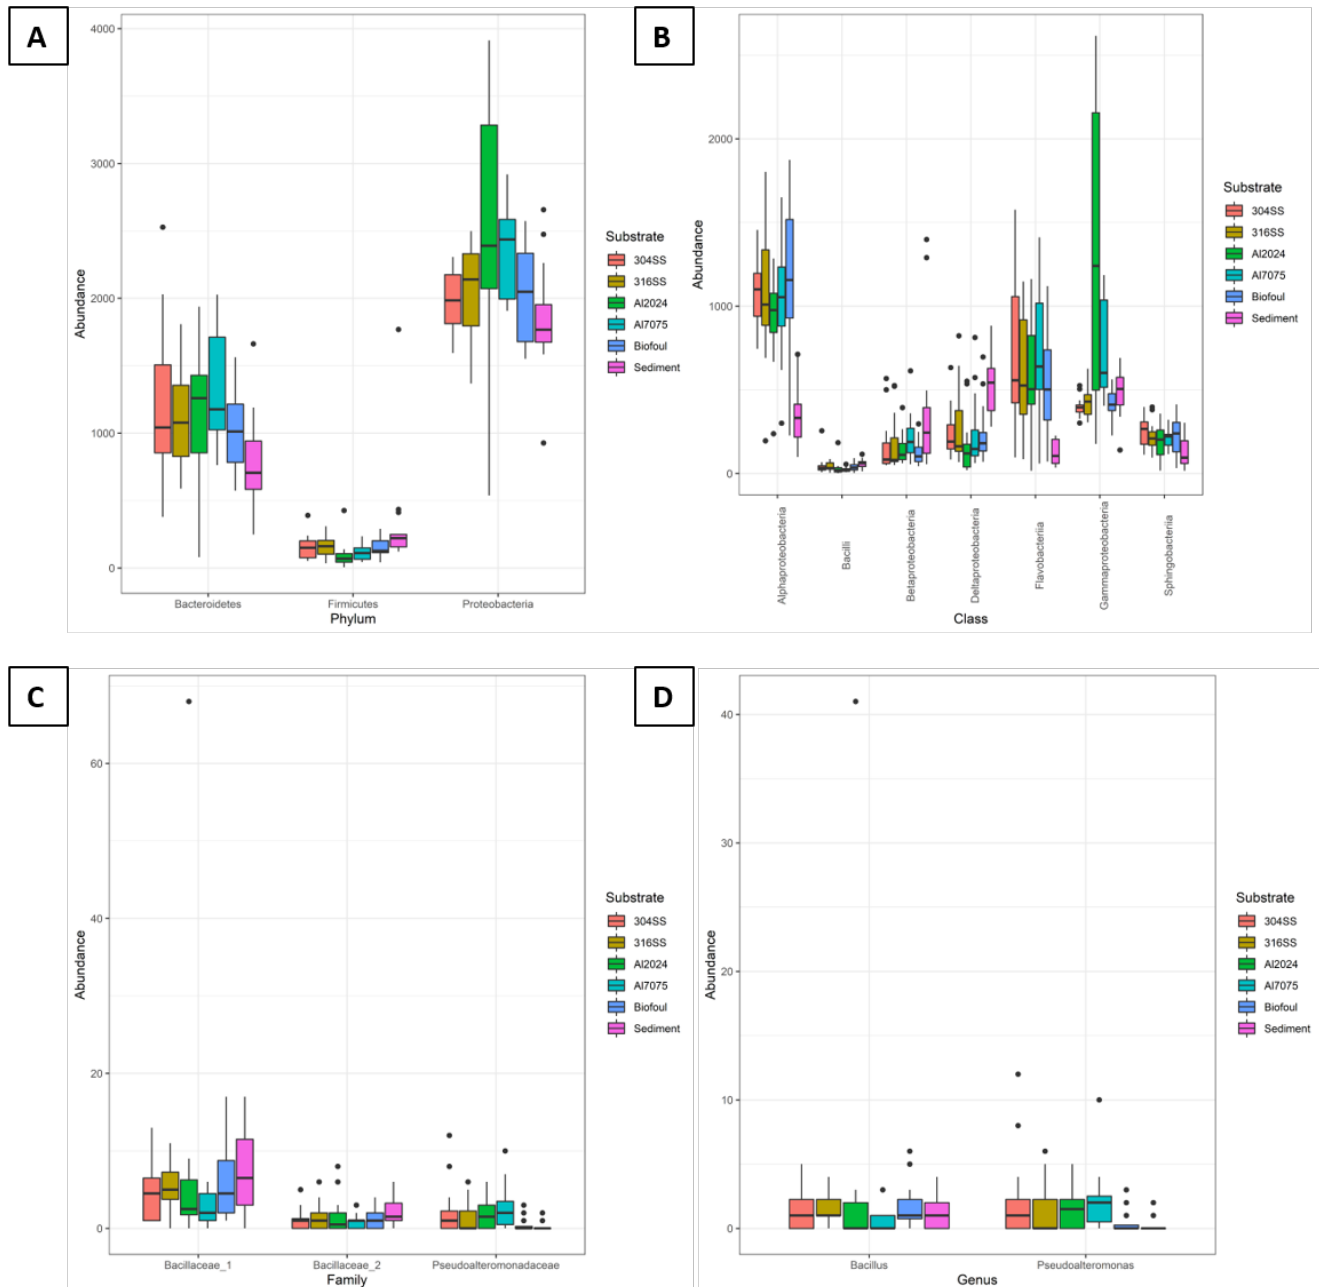 A
4000
3000
2000
1000
0
Abundance
Bacteroidetes
Firmicutes
Proteobacteria
Phylum
Substrate
304SS
316SS
Al2024
Al7075
Biofoul
Sediment
B
2000
1000
0
Abundance
Alphaproteobacteria
Bacilli
Betaproteobacteria
Deltaproteobacteria
Flavobacteriia
Gammaproteobacteria
Sphingobacteriia
Class
Substrate
304SS
316SS
Al2024
Al7075
Biofoul
Sediment
C
60
40
20
0
Abundance
Bacillaceae_1
Bacillaceae_2
Pseudoalteromonadaceae
Family
Substrate
304SS
316SS
Al2024
Al7075
Biofoul
Sediment
D
40
30
20
10
0
Abundance
Bacillus
Pseudoalteromonas
Genus
Substrate
304SS
316SS
Al2024
Al7075
Biofoul
Sediment